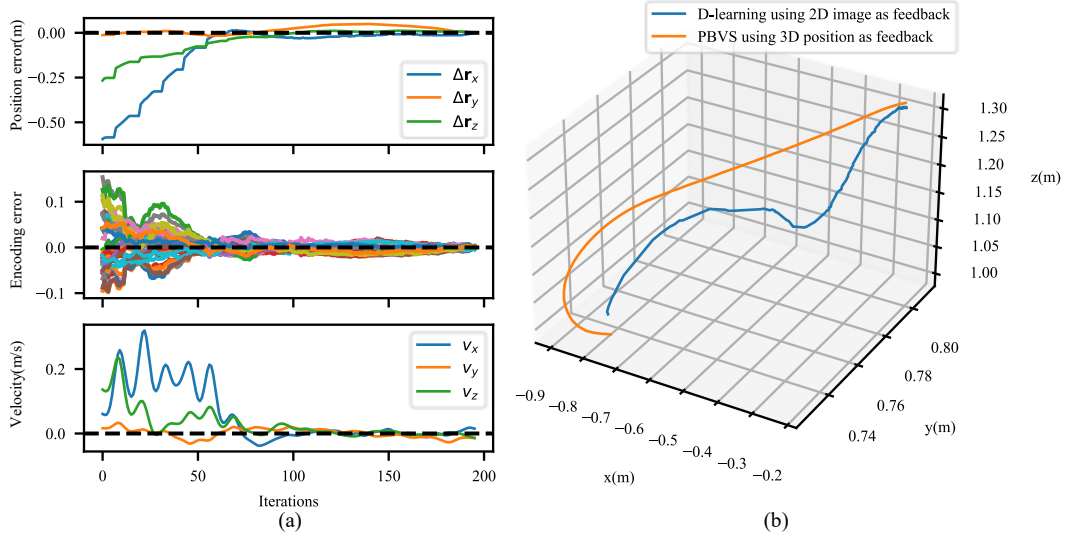 Position error(m)
0.00
−0.25
−0.50
Δr_x
Δr_y
Δr_z
Encoding error
0.1
0.0
−0.1
Velocity(m/s)
0.2
0.0
v_x
v_y
v_z
0 50 100 150 200
Iterations
(a)
D-learning using 2D image as feedback
PBVS using 3D position as feedback
1.30
1.25
1.20
1.15
1.10
1.05
1.00
z(m)
0.80
0.78
0.76
0.74
y(m)
−0.9
−0.8
−0.7
−0.6
−0.5
−0.4
−0.3
−0.2
x(m)
(b)